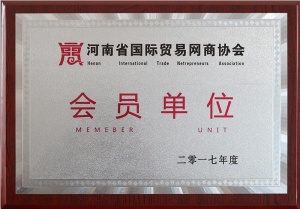 河南省国际贸易网商协会
Henan International Trade Netrepreneurs Association
会员单位
MEMEBER UNIT
二零一七年度